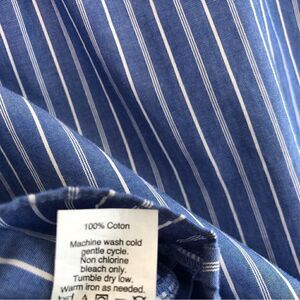 100% Coton
Machine wash cold
gentle cycle.
Non chlorine
bleach only.
Tumble dry low.
Warm iron as needed.